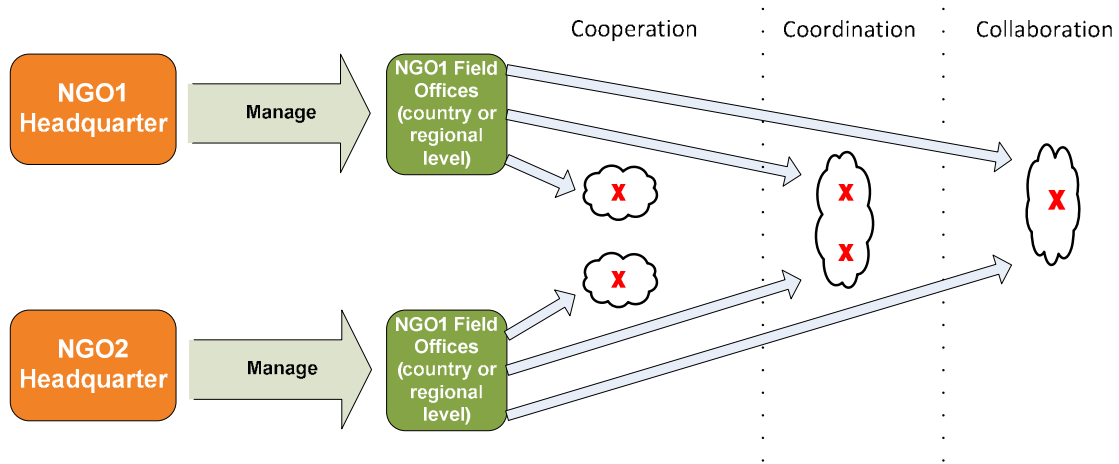 Cooperation
Coordination
Collaboration
NGO1
Headquarter
Manage
NGO1 Field
Offices
(country or
regional
level)
X
X
X
X
X
NGO2
Headquarter
Manage
NGO1 Field
Offices
(country or
regional
level)